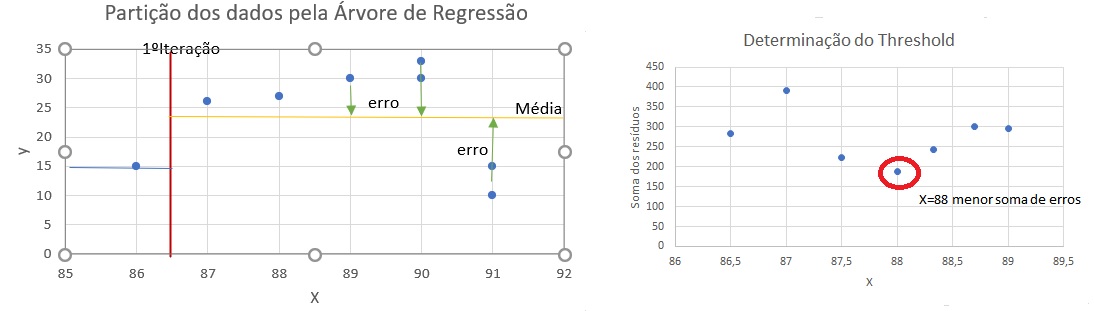 Partição dos dados pela Árvore de Regressão
1ºIteração
35
30
25
20
15
10
5
0
y
erro
Média
erro
85 86 87 88 89 90 91 92
X
Determinação do Threshold
450
400
350
300
250
200
150
100
50
0
Soma dos resíduos
X=88 menor soma de erros
86 86,5 87 87,5 88 88,5 89 89,5
X